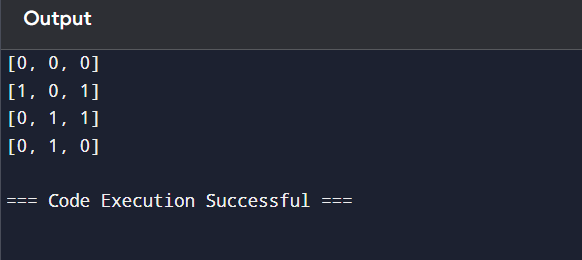 Output
[0, 0, 0]
[1, 0, 1]
[0, 1, 1]
[0, 1, 0]
=== Code Execution Successful ===